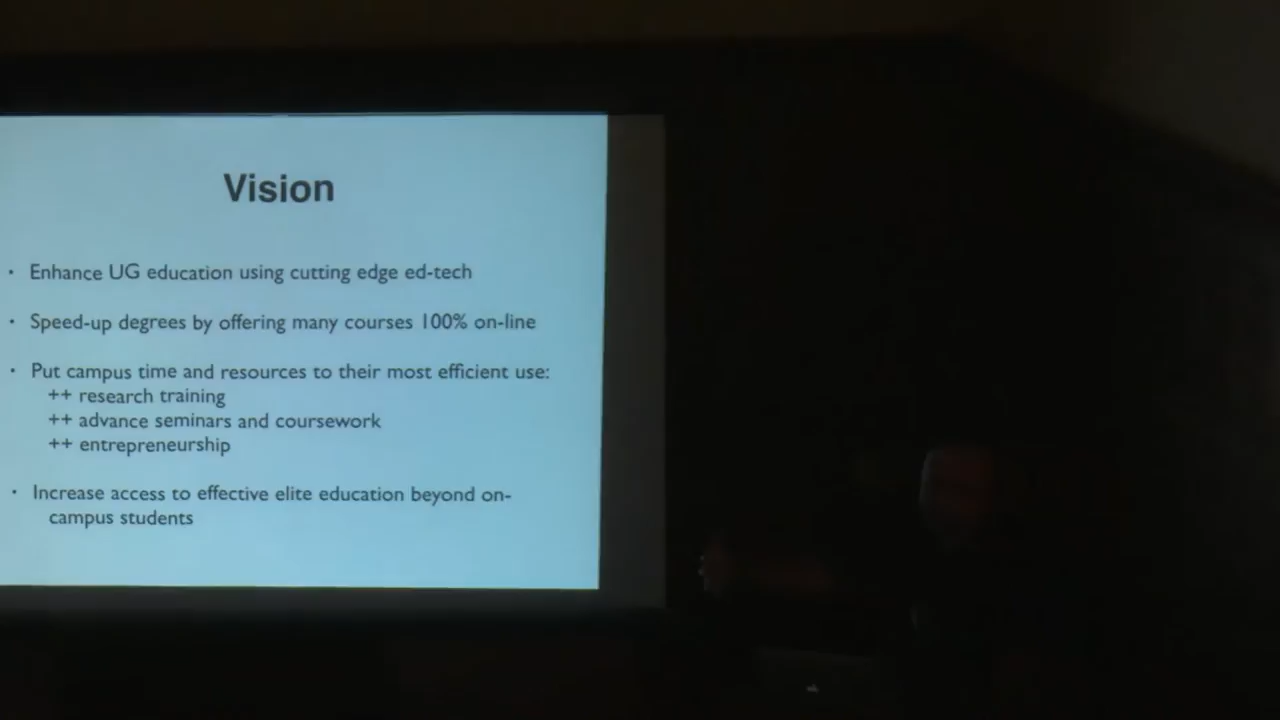 Vision
• Enhance UG education using cutting edge ed-tech
• Speed-up degrees by offering many courses 100% on-line
• Put campus time and resources to their most efficient use:
++ research training
++ advance seminars and coursework
++ entrepreneurship
• Increase access to effective elite education beyond on-
campus students